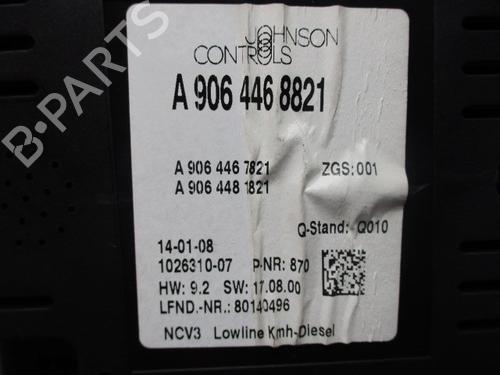 JOHNSON
CONTROLS
A 906 446 8821
A 906 446 7821 ZGS: 001
A 906 448 1821
Q-Stand: Q010
14-01-08
1026310-07 P-NR: 870
HW: 9.2 SW: 17.08.00
LFND.-NR.: 80140496
NCV3 Lowline Kmh-Diesel
B-PARTS
B-PARTS